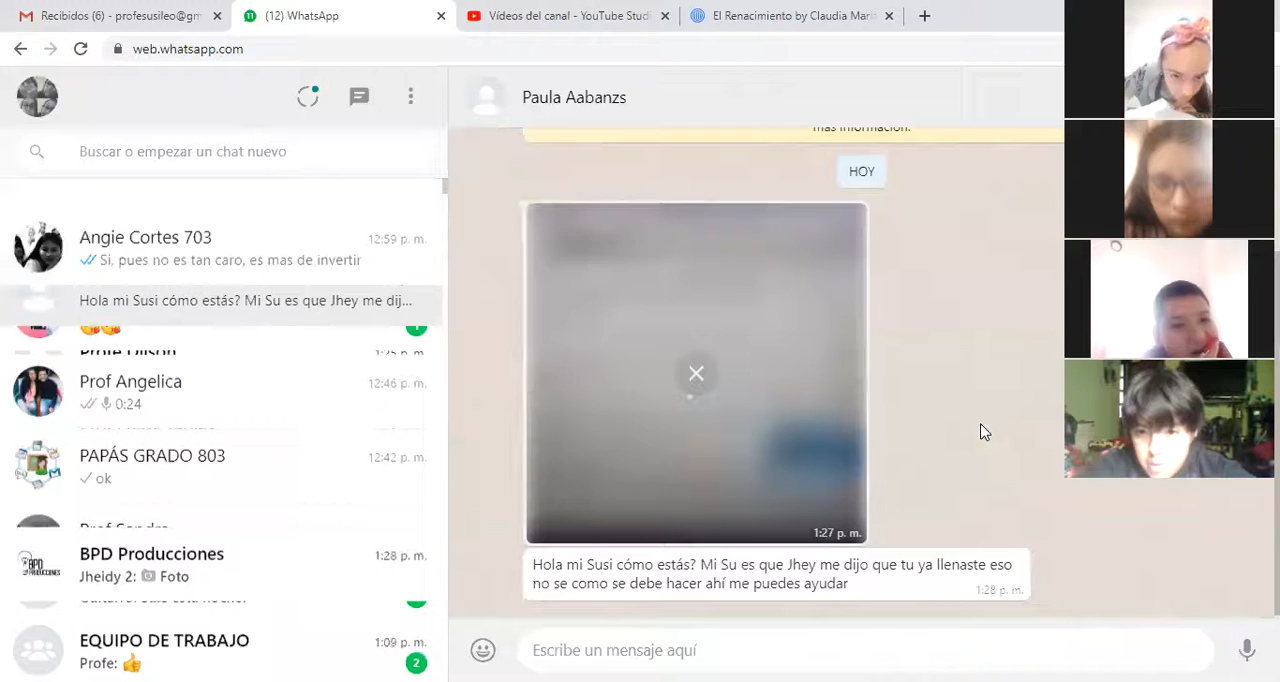 Recibidos (6) - profesusileo@gm
(12) WhatsApp
Vídeos del canal - YouTube Studi
El Renacimiento by Claudia María
web.whatsapp.com
Paula Aabanzs
más información.
Buscar o empezar un chat nuevo
HOY
Angie Cortes 703
12:59 p. m.
Si, pues no es tan caro, es mas de invertir
Hola mi Susi cómo estás? Mi Su es que Jhey me dij...
Prof Angelica
12:46 p. m.
0:24
PAPÁS GRADO 803
12:42 p. m.
ok
BPD Producciones
1:28 p. m.
Jheidy 2: Foto
EQUIPO DE TRABAJO
1:09 p. m.
Profe:
2
1:27 p. m.
Hola mi Susi cómo estás? Mi Su es que Jhey me dijo que tu ya llenaste eso
no se como se debe hacer ahí me puedes ayudar
1:28 p. m.
Escribe un mensaje aquí